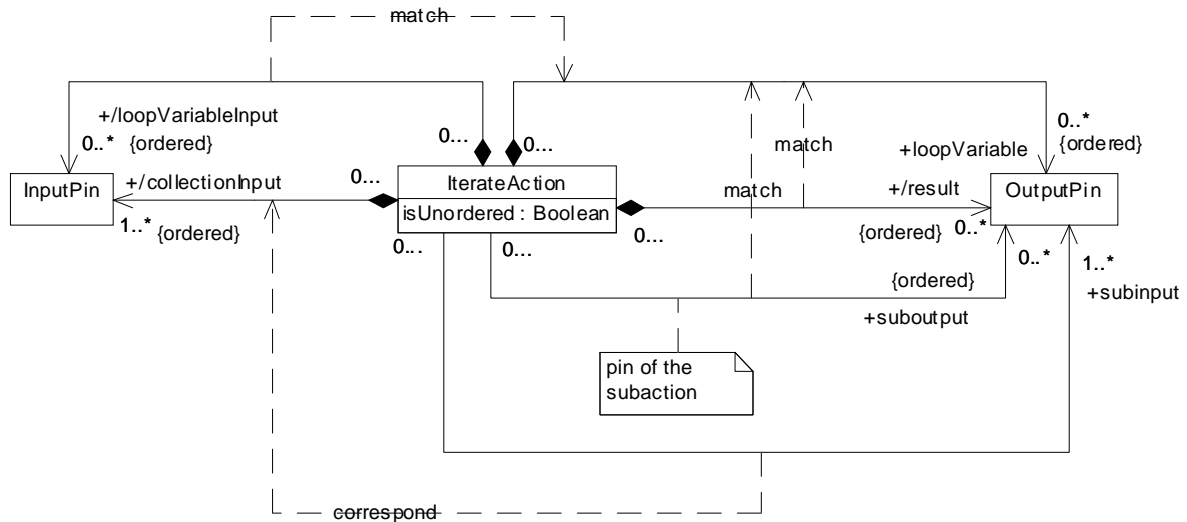 match
+/loopVariableInput
0..*
{ordered}
0...
0...
0..*
{ordered}
+loopVariable
match
InputPin
+/collectionInput
1..*
{ordered}
0...
IterateAction
isUnordered : Boolean
match
+/result
OutputPin
0...
0...
0...
{ordered}
0..*
0..*
1..*
{ordered}
+subinput
+suboutput
pin of the
subaction
correspond